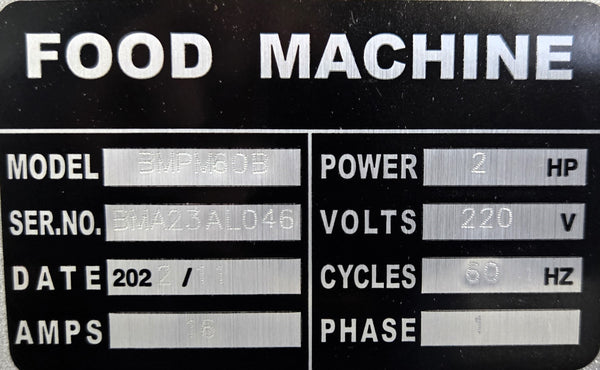 FOOD MACHINE
MODEL BMPM80B
SER.NO. BMA23AL046
DATE 2022/11
AMPS 16
POWER 2 HP
VOLTS 220 V
CYCLES 60 HZ
PHASE 1